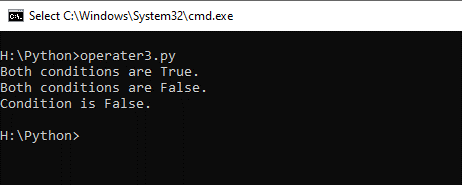 Select C:\Windows\System32\cmd.exe
H:\Python>operater3.py
Both conditions are True.
Both conditions are False.
Condition is False.
H:\Python>